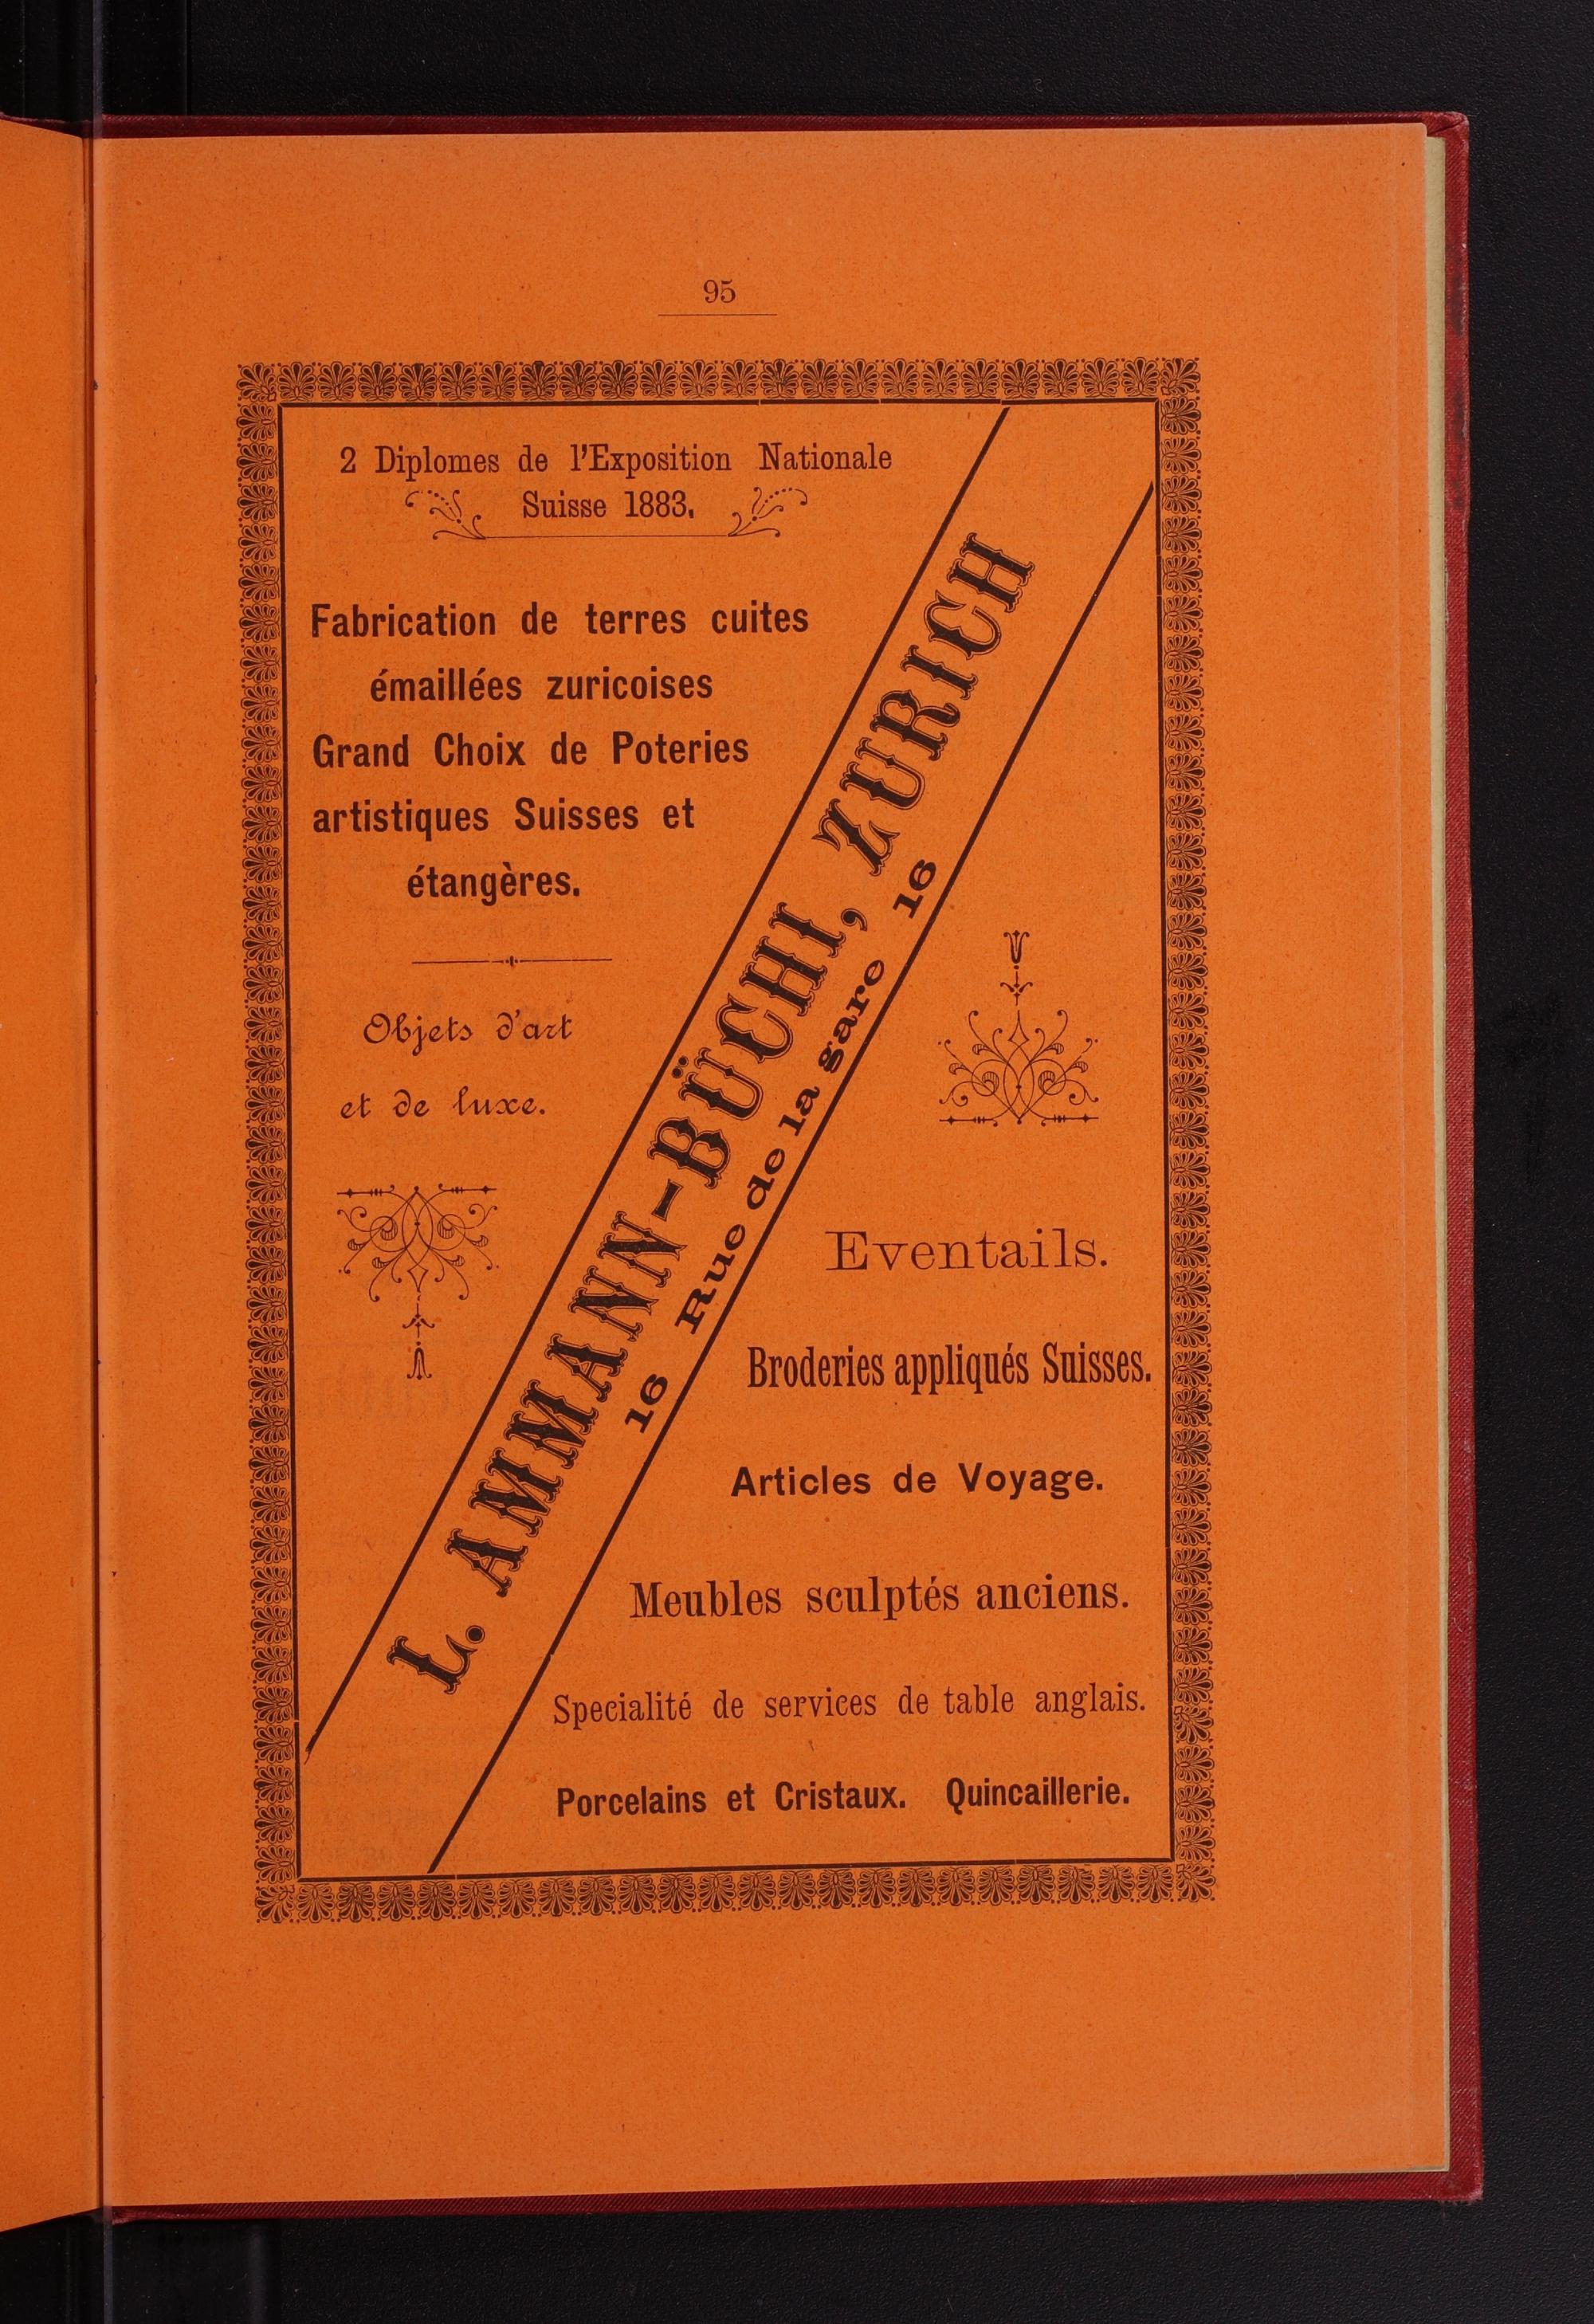 95
2 Diplomes de l'Exposition Nationale
Suisse 1883.
Fabrication de terres cuites
émaillées zuricoises
Grand Choix de Poteries
artistiques Suisses et
étangères.
Objets d'art
et de luxe.
L. AMMANN-BÜCHI, ZURICH
16 Rue de la gare 16
Eventails.
Broderies appliqués Suisses.
Articles de Voyage.
Meubles sculptés anciens.
Specialité de services de table anglais.
Porcelains et Cristaux. Quincaillerie.